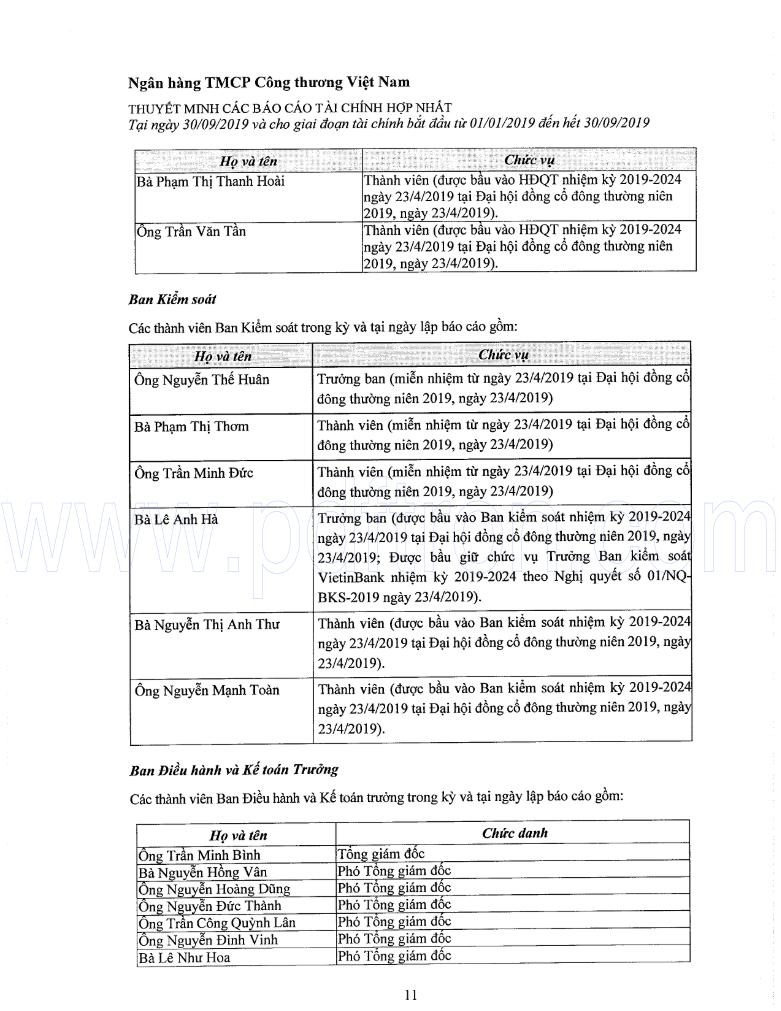 Ngân hàng TMCP Công thương Việt Nam
THUYẾT MINH CÁC BÁO CÁO TÀI CHÍNH HỢP NHẤT
Tại ngày 30/09/2019 và cho giai đoạn tài chính bắt đầu từ 01/01/2019 đến hết 30/09/2019
Họ và tên Chức vụ
Bà Phạm Thị Thanh Hoài Thành viên (được bầu vào HĐQT nhiệm kỳ 2019-2024
ngày 23/4/2019 tại Đại hội đồng cổ đông thường niên
2019, ngày 23/4/2019).
Ông Trần Văn Tần Thành viên (được bầu vào HĐQT nhiệm kỳ 2019-2024
ngày 23/4/2019 tại Đại hội đồng cổ đông thường niên
2019, ngày 23/4/2019).
Ban Kiểm soát
Các thành viên Ban Kiểm soát trong kỳ và tại ngày lập báo cáo gồm:
Họ và tên Chức vụ
Ông Nguyễn Thế Huân Trưởng ban (miễn nhiệm từ ngày 23/4/2019 tại Đại hội đồng cổ
đông thường niên 2019, ngày 23/4/2019)
Bà Phạm Thị Thơm Thành viên (miễn nhiệm từ ngày 23/4/2019 tại Đại hội đồng cổ
đông thường niên 2019, ngày 23/4/2019)
Ông Trần Minh Đức Thành viên (miễn nhiệm từ ngày 23/4/2019 tại Đại hội đồng cổ
đông thường niên 2019, ngày 23/4/2019)
Bà Lê Anh Hà Trưởng ban (được bầu vào Ban kiểm soát nhiệm kỳ 2019-2024
ngày 23/4/2019 tại Đại hội đồng cổ đông thường niên 2019, ngày
23/4/2019; Được bầu giữ chức vụ Trưởng Ban kiểm soát
VietinBank nhiệm kỳ 2019-2024 theo Nghị quyết số 01/NQ-
BKS-2019 ngày 23/4/2019).
Bà Nguyễn Thị Anh Thư Thành viên (được bầu vào Ban kiểm soát nhiệm kỳ 2019-2024
ngày 23/4/2019 tại Đại hội đồng cổ đông thường niên 2019, ngày
23/4/2019).
Ông Nguyễn Mạnh Toàn Thành viên (được bầu vào Ban kiểm soát nhiệm kỳ 2019-2024
ngày 23/4/2019 tại Đại hội đồng cổ đông thường niên 2019, ngày
23/4/2019).
Ban Điều hành và Kế toán Trưởng
Các thành viên Ban Điều hành và Kế toán trưởng trong kỳ và tại ngày lập báo cáo gồm:
Họ và tên Chức danh
Ông Trần Minh Bình Tổng giám đốc
Bà Nguyễn Hồng Vân Phó Tổng giám đốc
Ông Nguyễn Hoàng Dũng Phó Tổng giám đốc
Ông Nguyễn Đức Thành Phó Tổng giám đốc
Ông Trần Công Quỳnh Lân Phó Tổng giám đốc
Ông Nguyễn Đình Vinh Phó Tổng giám đốc
Bà Lê Như Hoa Phó Tổng giám đốc
11